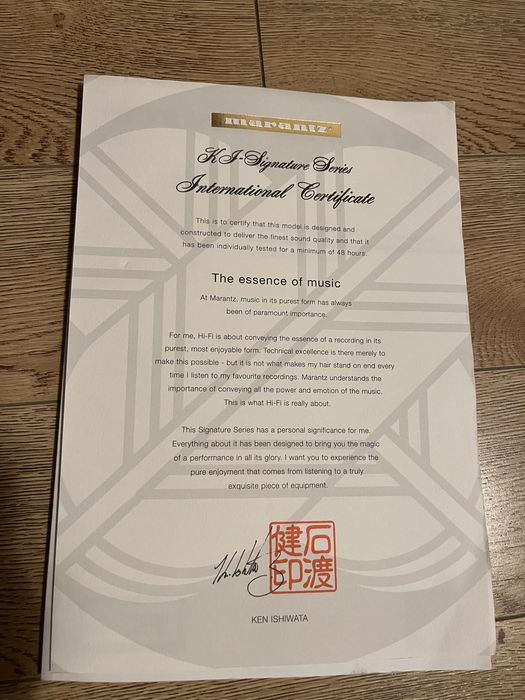 marantz
KI-Signature Series
International Certificate
This is to certify that this model is designed and
constructed to deliver the finest sound quality and that it
has been individually tested for a minimum of 48 hours.
The essence of music
At Marantz, music in its purest form has always
been of paramount importance.
For me, Hi-Fi is about conveying the essence of a recording in its
purest, most enjoyable form. Technical excellence is there merely to
make this possible - but it is not what makes my hair stand on end every
time I listen to my favourite recordings. Marantz understands the
importance of conveying all the power and emotion of the music.
This is what Hi-Fi is really about.
This Signature Series has a personal significance for me.
Everything about it has been designed to bring you the magic
of a performance in all its glory. I want you to experience the
pure enjoyment that comes from listening to a truly
exquisite piece of equipment.
石渡
健印
KEN ISHIWATA